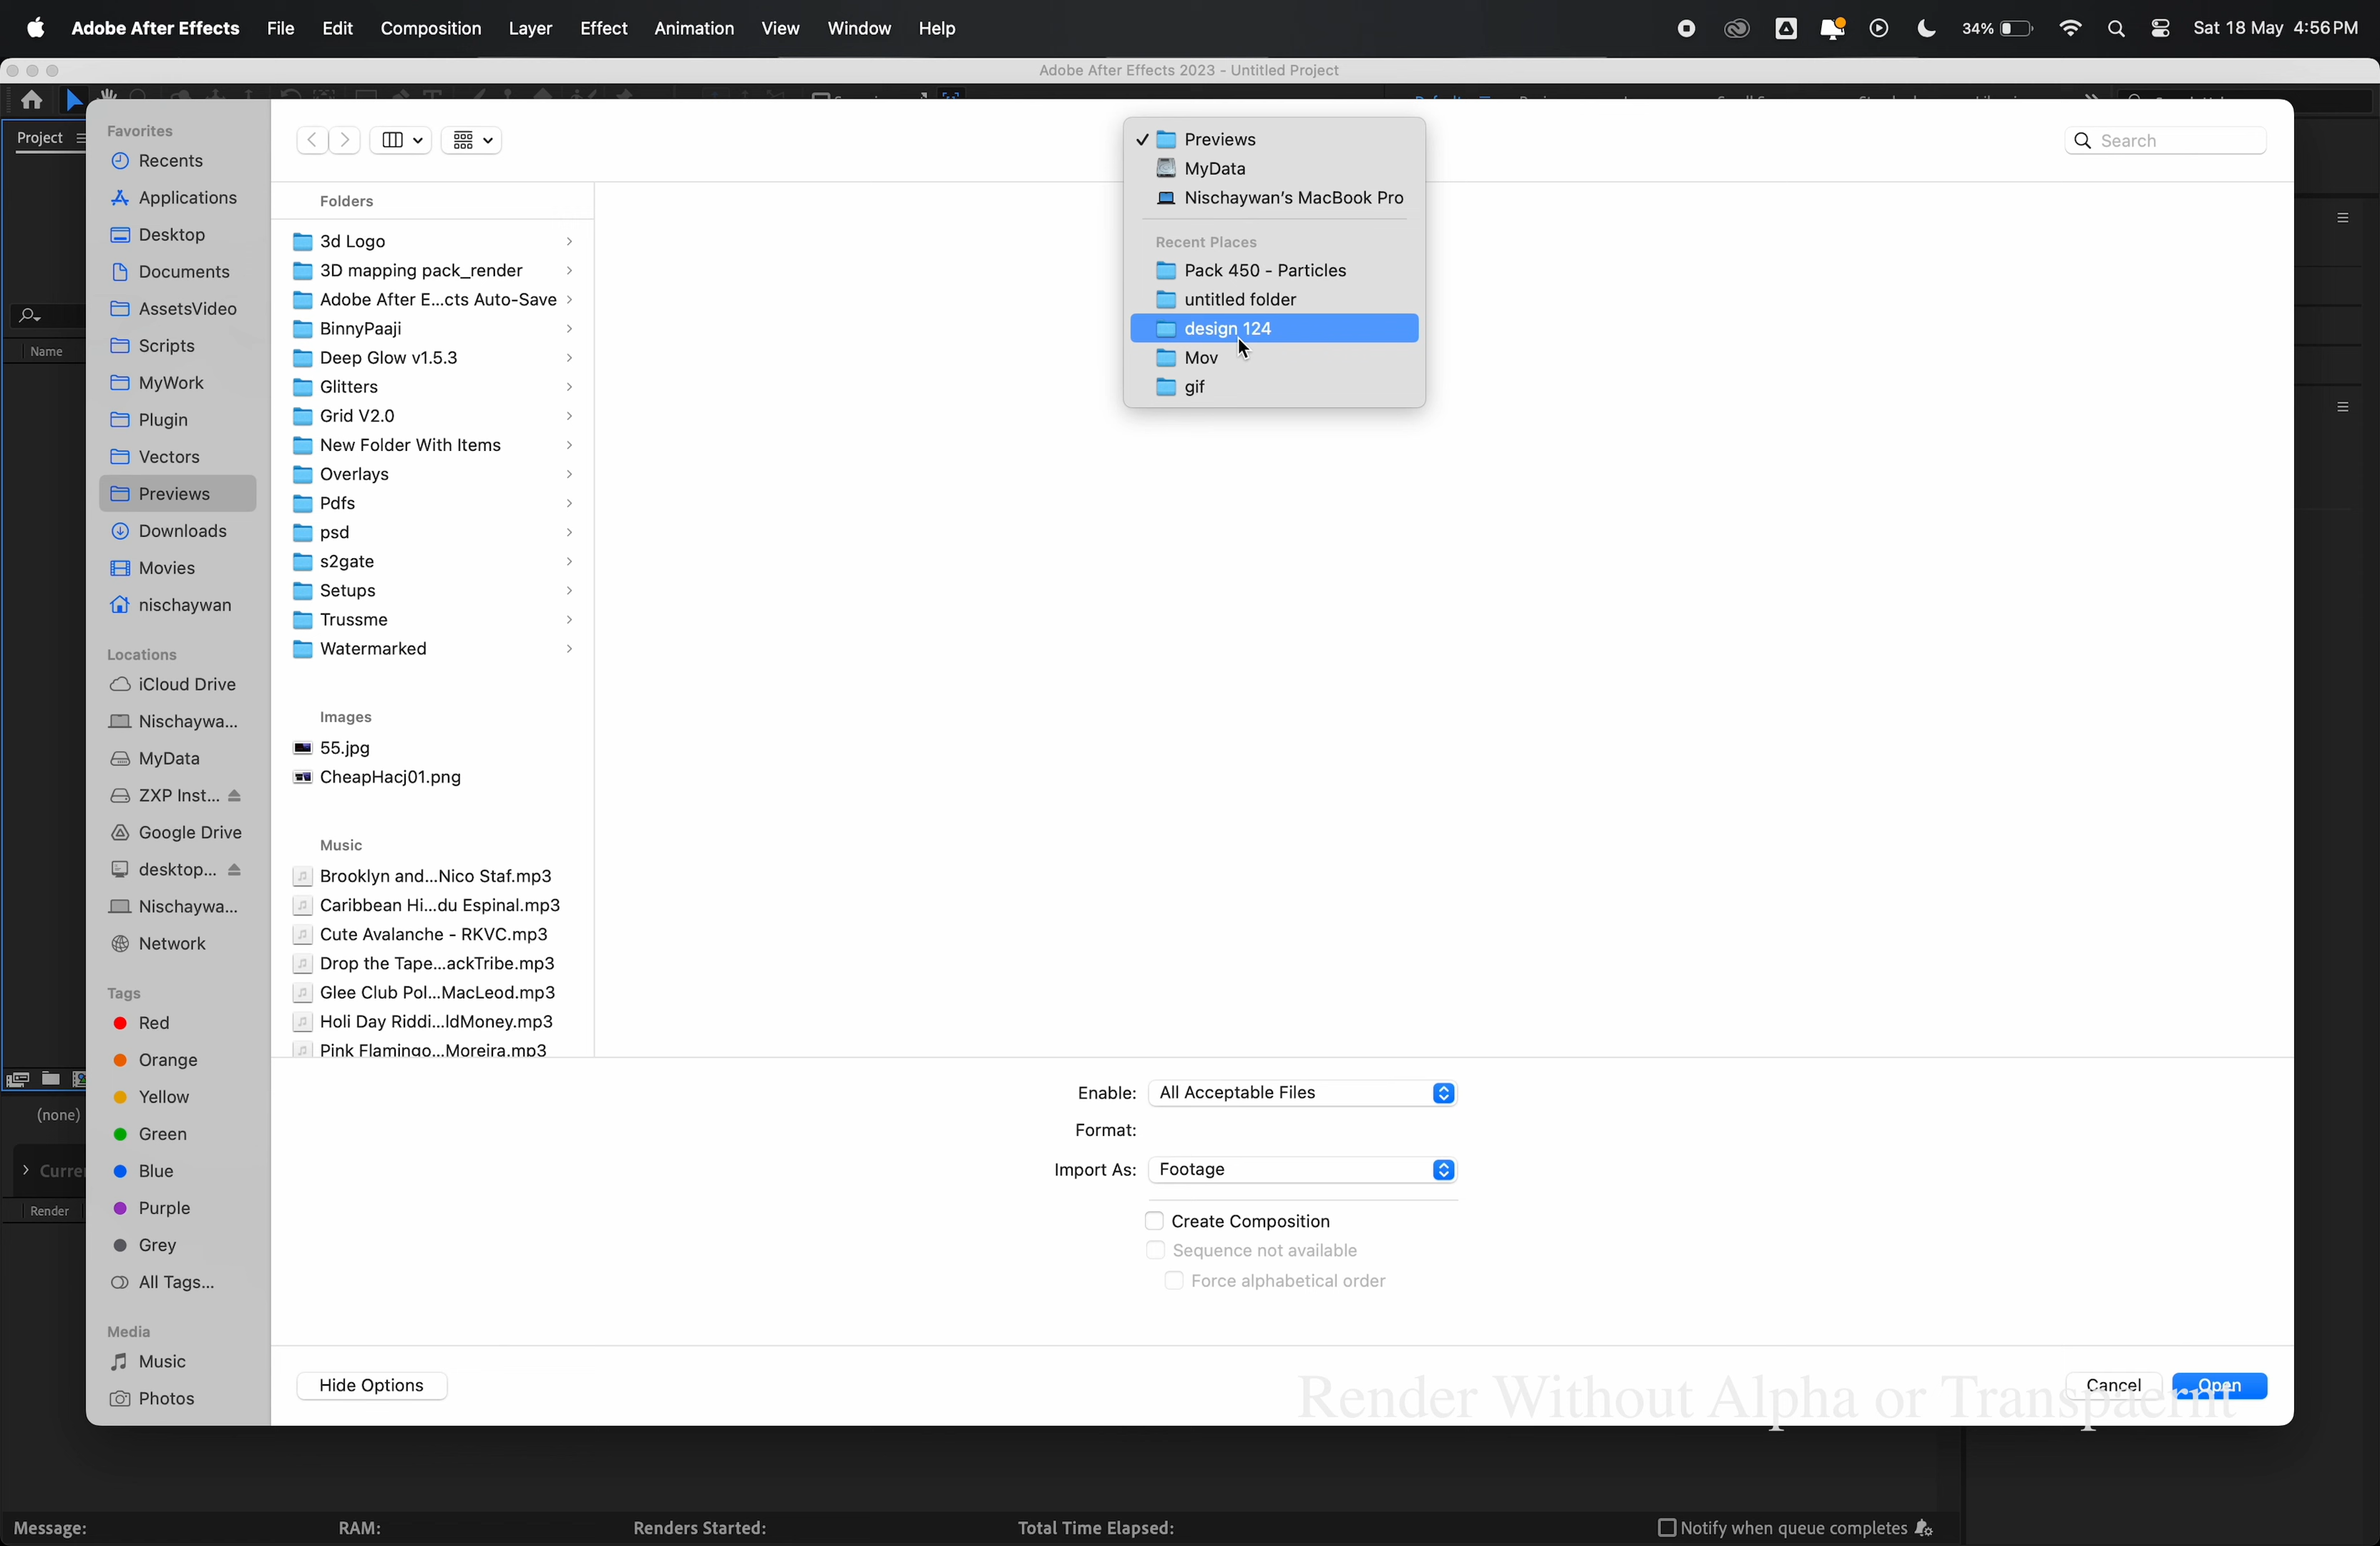 Adobe After Effects File Edit Composition Layer Effect Animation View Window Help 34% Sat 18 May 4:56 PM
Adobe After Effects 2023 - Untitled Project
Project
Name
(none)
Render
Favorites
Recents
Applications
Desktop
Documents
AssetsVideo
Scripts
MyWork
Plugin
Vectors
Previews
Downloads
Movies
nischaywan
Locations
iCloud Drive
Nischaywa...
MyData
ZXP Inst...
Google Drive
desktop...
Nischaywa...
Network
Tags
Red
Orange
Yellow
Green
Blue
Purple
Grey
All Tags...
Media
Music
Photos
Folders
3d Logo
3D mapping pack_render
Adobe After E...cts Auto-Save
BinnyPaaji
Deep Glow v1.5.3
Glitters
Grid V2.0
New Folder With Items
Overlays
Pdfs
psd
s2gate
Setups
Trussme
Watermarked
Images
55.jpg
CheapHacj01.png
Music
Brooklyn and...Nico Staf.mp3
Caribbean Hi...du Espinal.mp3
Cute Avalanche - RKVC.mp3
Drop the Tape...ackTribe.mp3
Glee Club Pol...MacLeod.mp3
Holi Day Riddi...ldMoney.mp3
Pink Flamingo...Moreira.mp3
Previews
MyData
Nischaywan's MacBook Pro
Recent Places
Pack 450 - Particles
untitled folder
design 124
Mov
gif
Search
Enable: All Acceptable Files
Format:
Import As: Footage
Create Composition
Sequence not available
Force alphabetical order
Hide Options
Cancel
Open
Render Without Alpha or Transpaernt
Message: RAM: Renders Started: Total Time Elapsed: Notify when queue completes